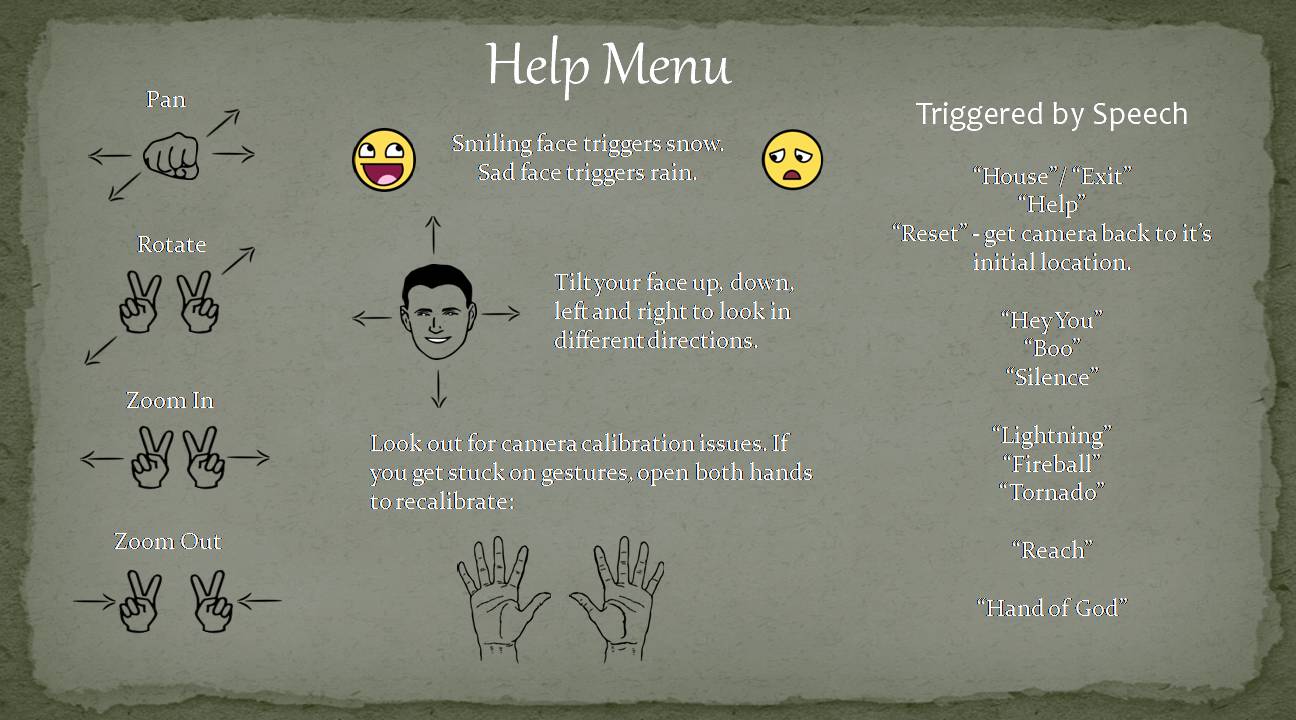 Help Menu
Pan
Rotate
Zoom In
Zoom Out
Smiling face triggers snow.
Sad face triggers rain.
Tilt your face up, down,
left and right to look in
different directions.
Look out for camera calibration issues. If
you get stuck on gestures, open both hands
to recalibrate:
Triggered by Speech
“House”/ “Exit”
“Help”
“Reset” - get camera back to it’s
initial location.
“Hey You”
“Boo”
“Silence”
“Lightning”
“Fireball”
“Tornado”
“Reach”
“Hand of God”